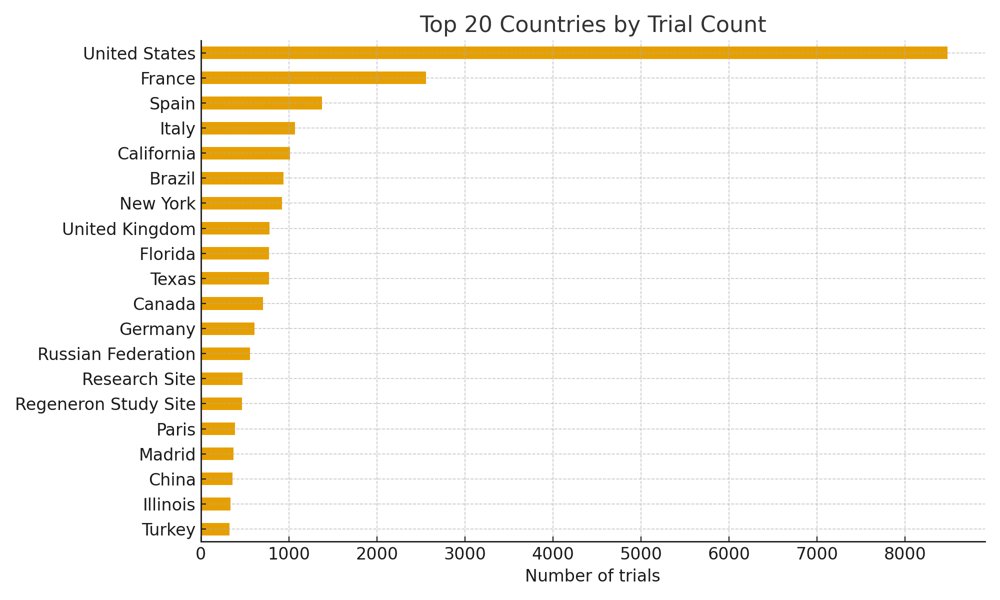 Top 20 Countries by Trial Count
United States
France
Spain
Italy
California
Brazil
New York
United Kingdom
Florida
Texas
Canada
Germany
Russian Federation
Research Site
Regeneron Study Site
Paris
Madrid
China
Illinois
Turkey
0 1000 2000 3000 4000 5000 6000 7000 8000
Number of trials